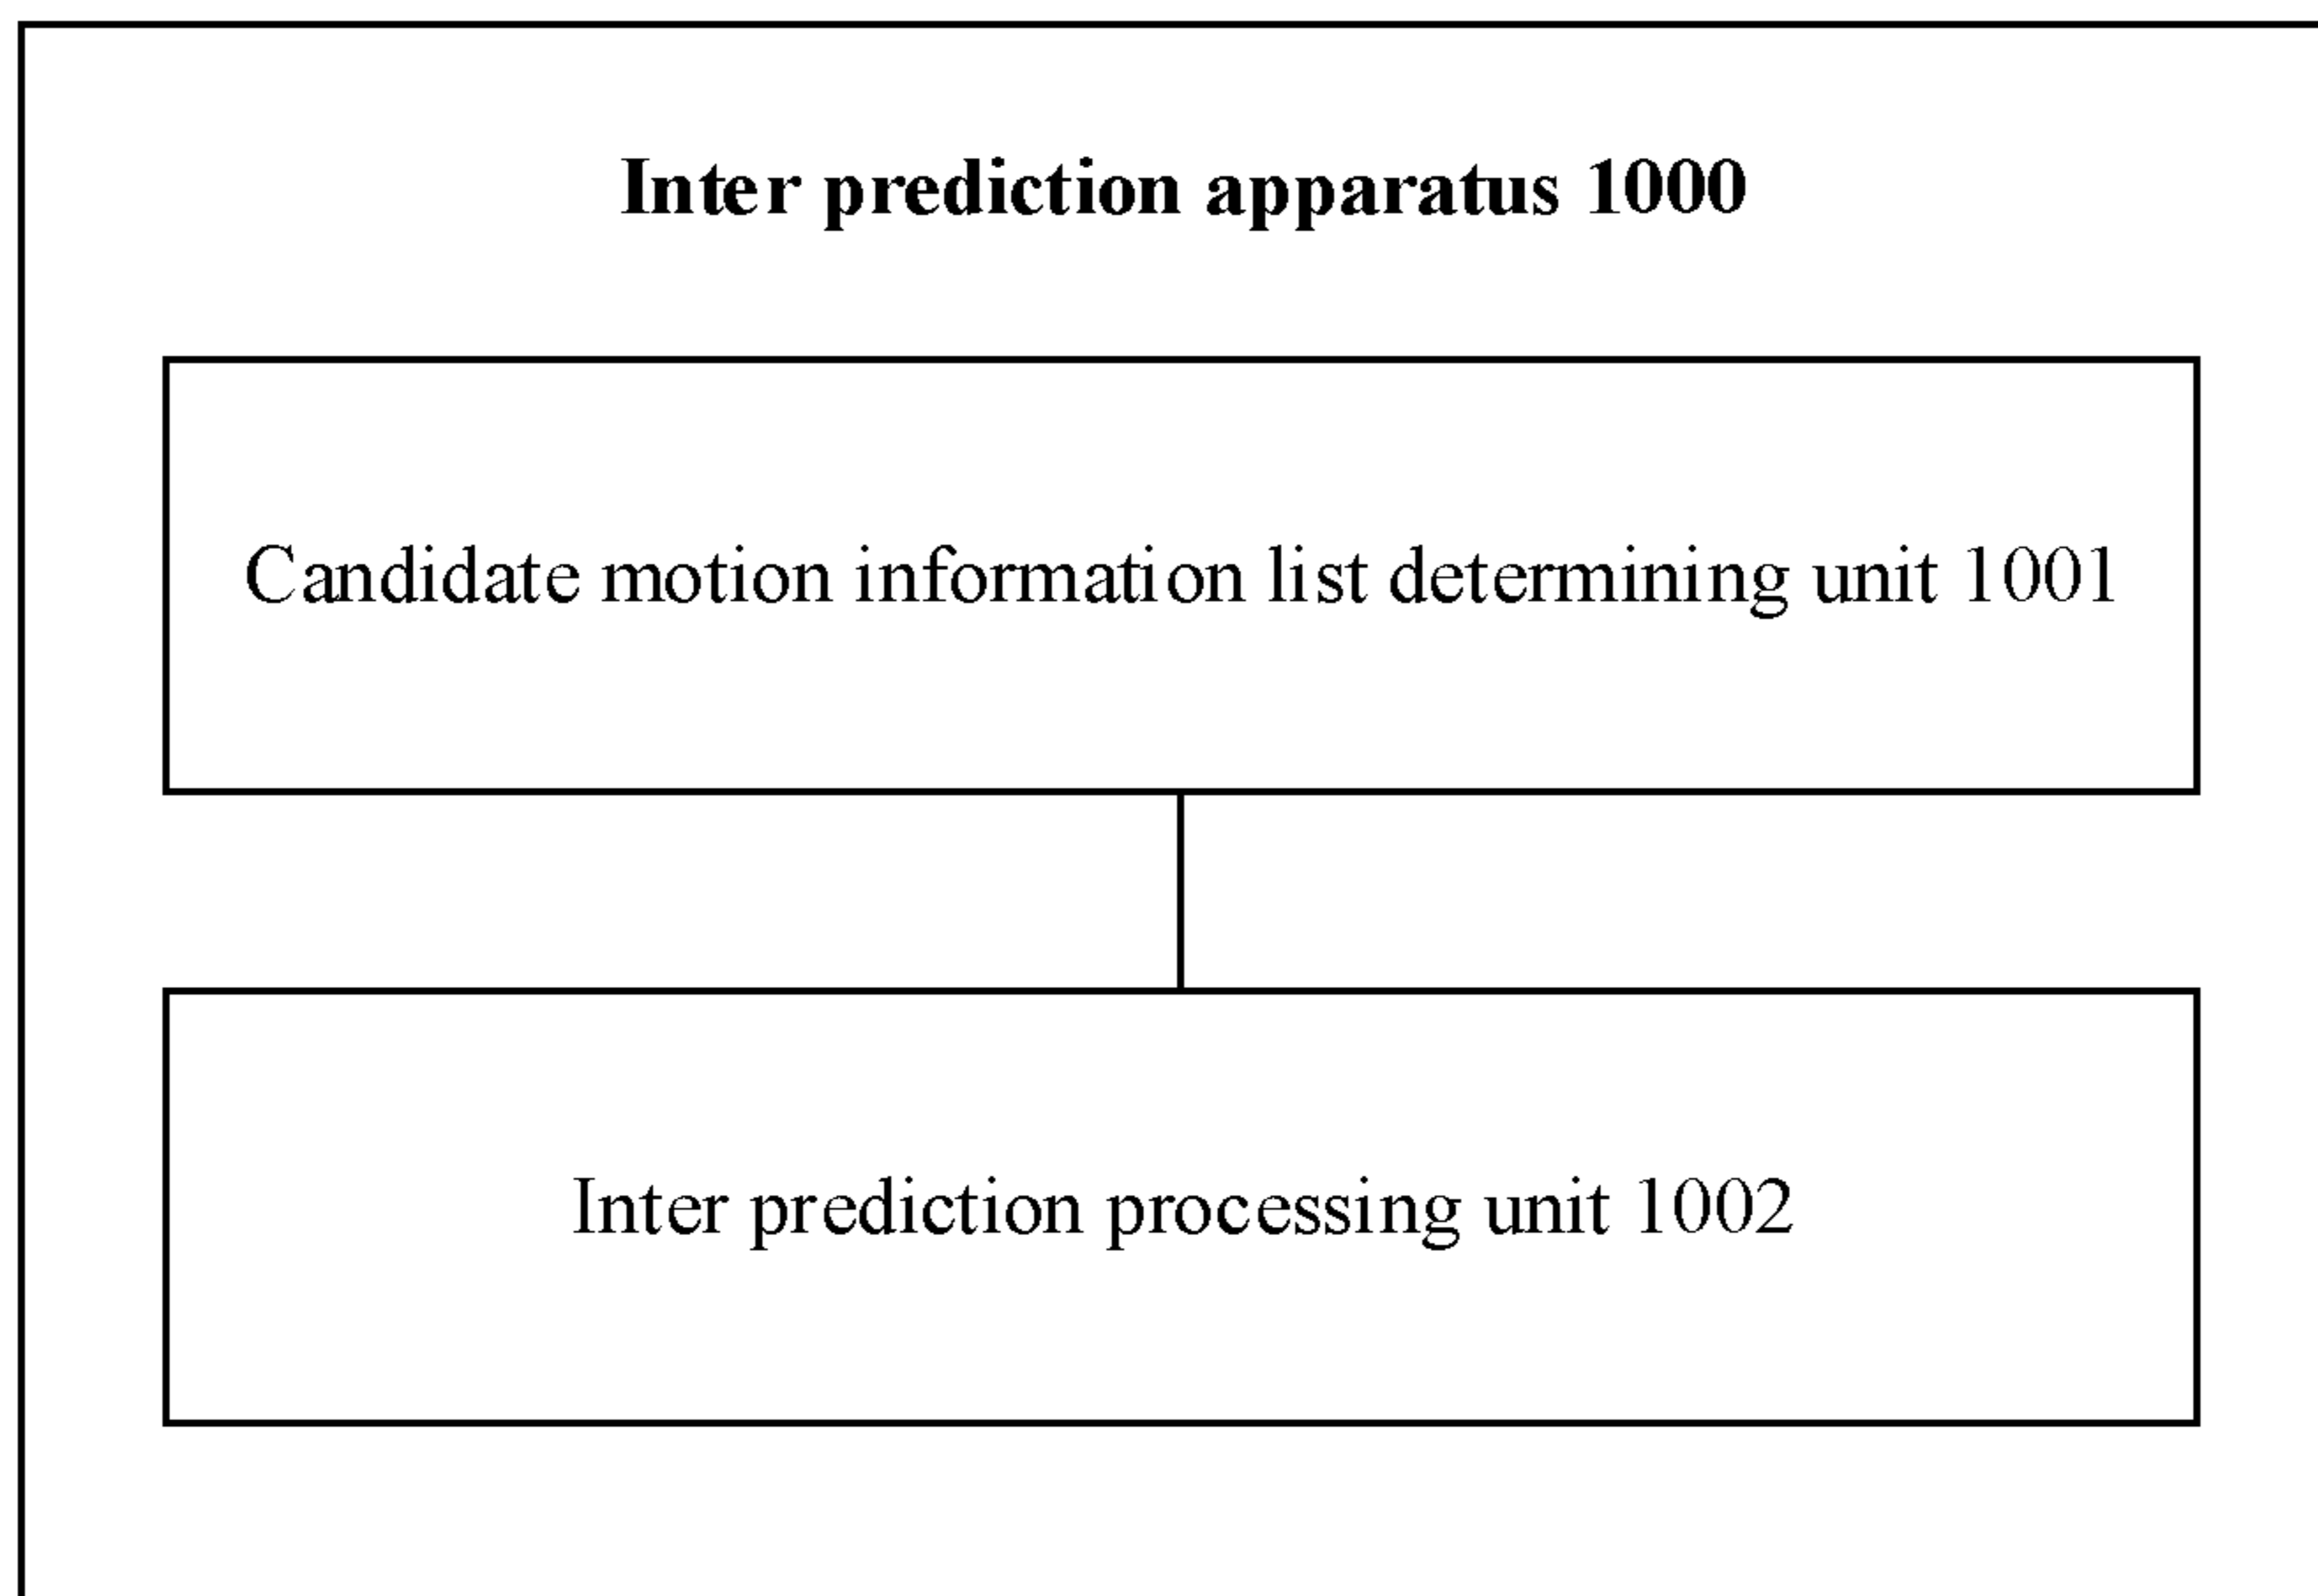 Inter prediction apparatus 1000
Candidate motion information list determining unit 1001
Inter prediction processing unit 1002